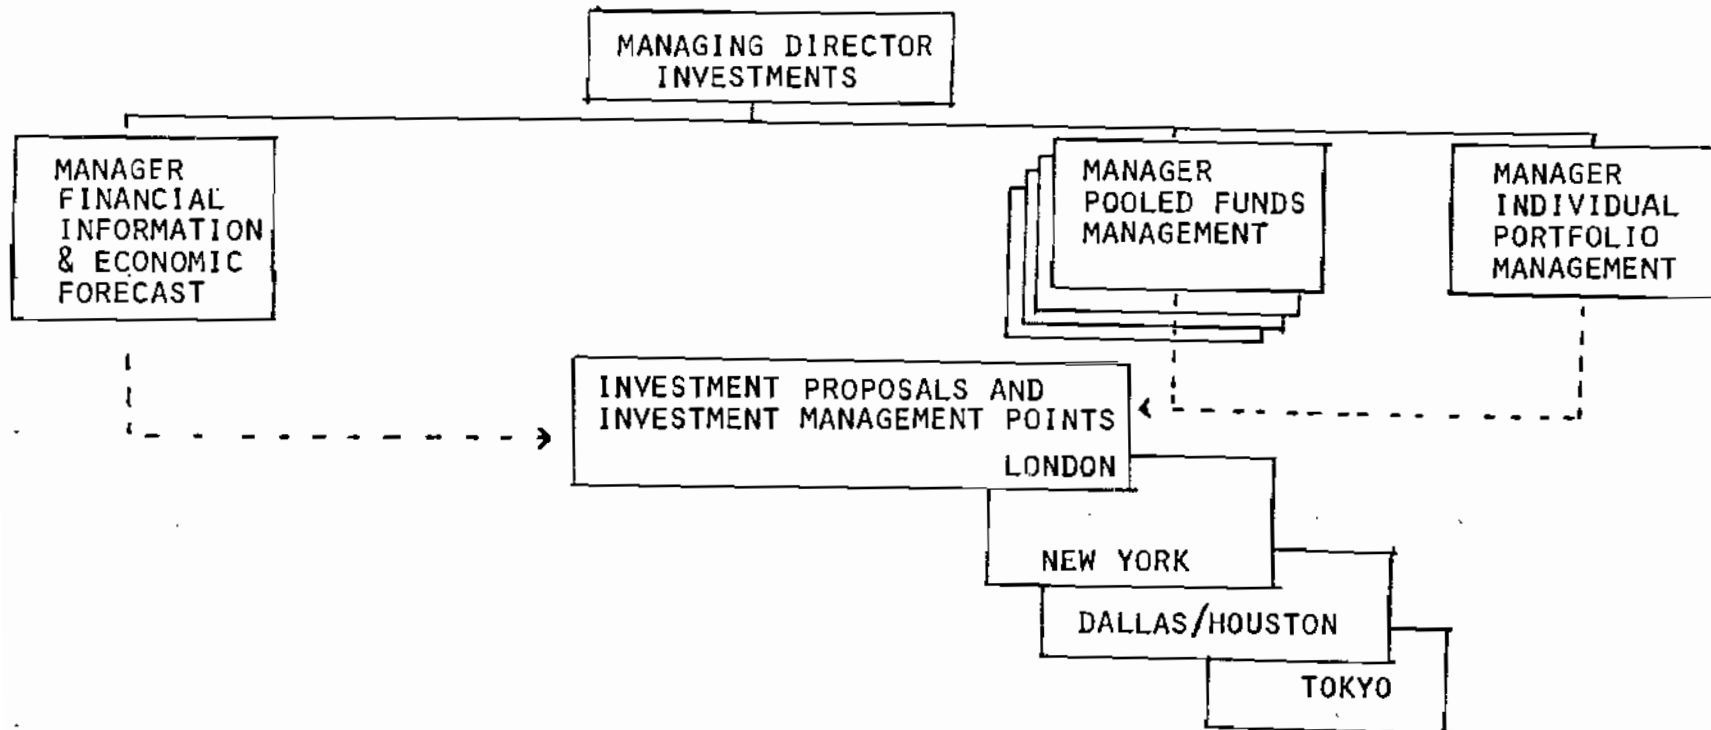 MANAGING DIRECTOR
INVESTMENTS
MANAGER
FINANCIAL
INFORMATION
& ECONOMIC
FORECAST
MANAGER
POOLED FUNDS
MANAGEMENT
MANAGER
INDIVIDUAL
PORTFOLIO
MANAGEMENT
INVESTMENT PROPOSALS AND
INVESTMENT MANAGEMENT POINTS
LONDON
NEW YORK
DALLAS/HOUSTON
TOKYO